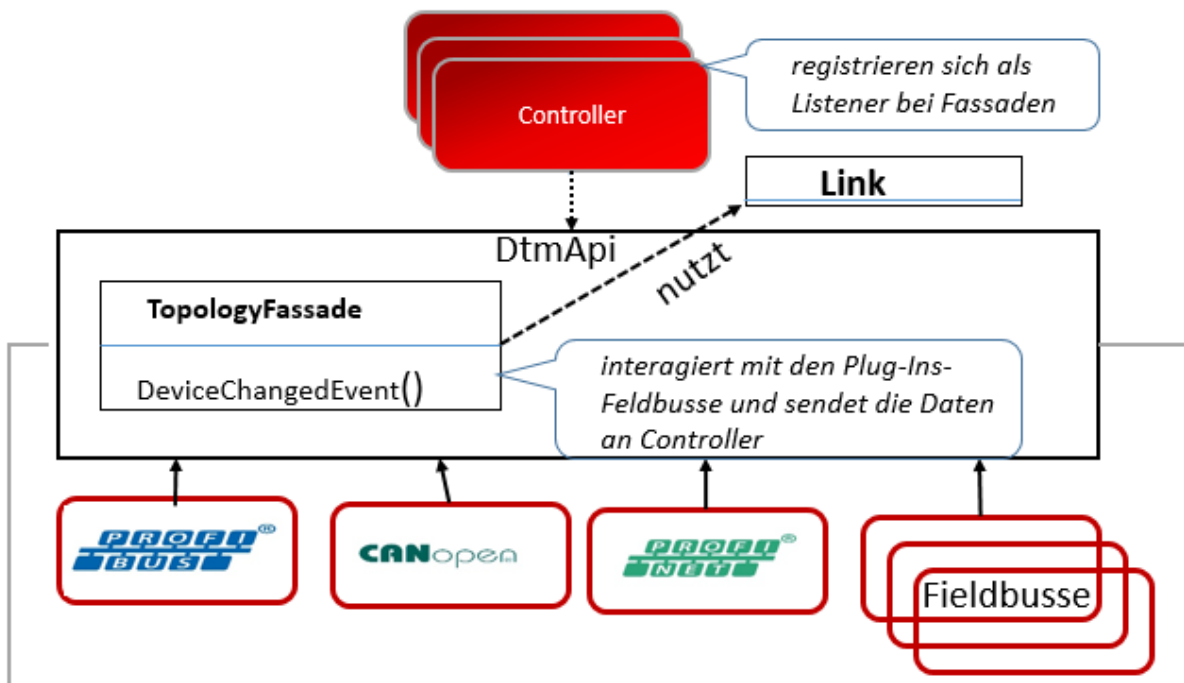 registrieren sich als
Listener bei Fassaden
Controller
Link
DtmApi
nutzt
TopologyFassade
DeviceChangedEvent()
interagiert mit den Plug-Ins-
Feldbusse und sendet die Daten
an Controller
PROFI®
BUS
CANopen
PROFI®
NET
Fieldbusse